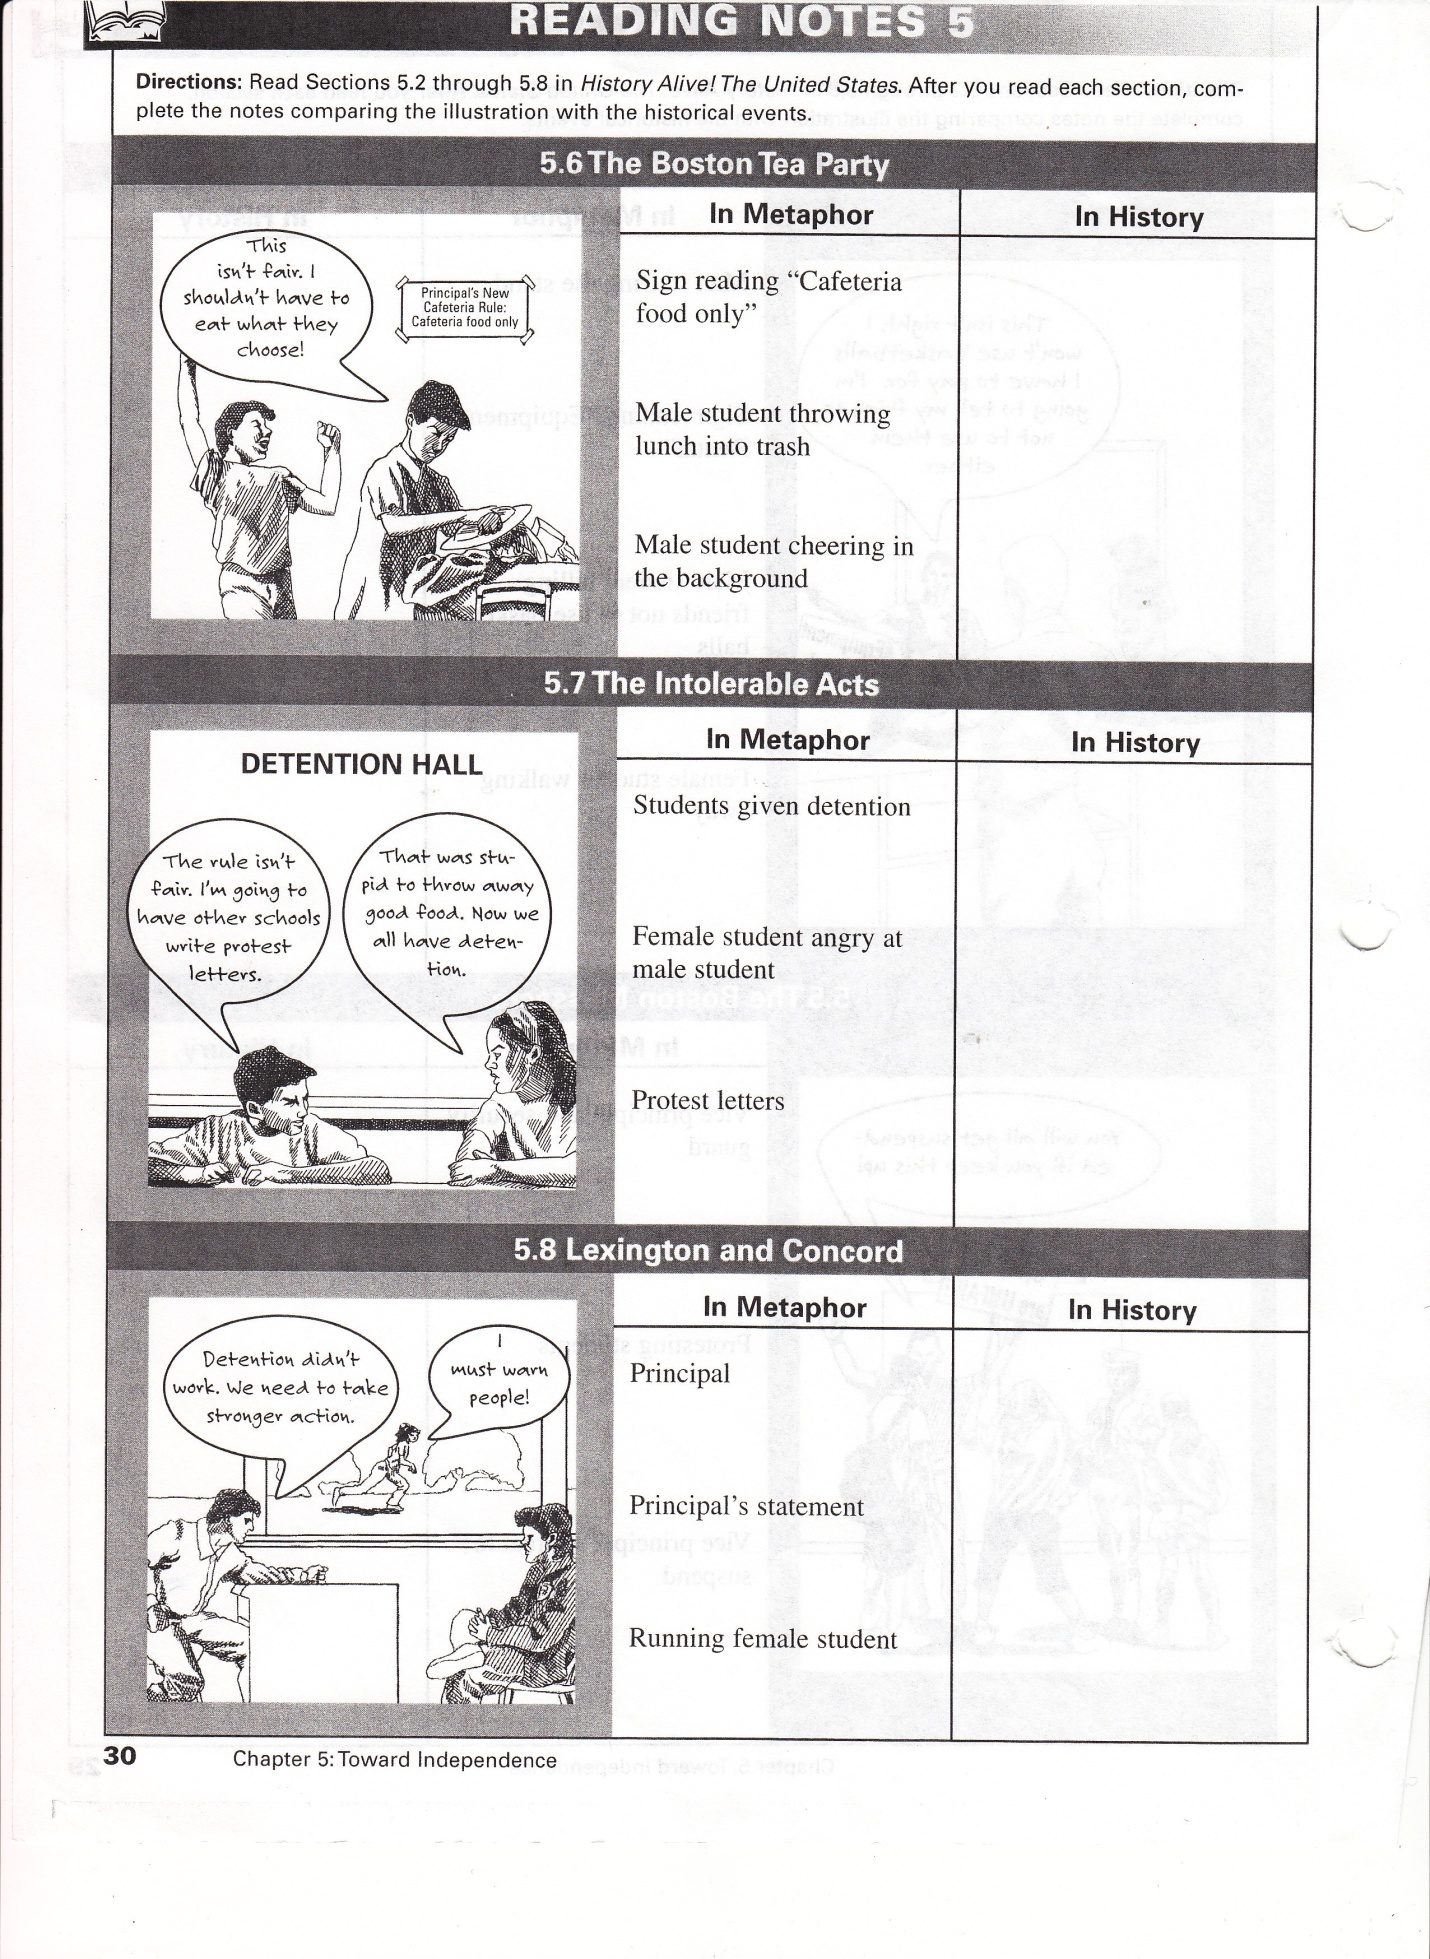 READING NOTES 5
Directions: Read Sections 5.2 through 5.8 in History Alive! The United States. After you read each section, com-
plete the notes comparing the illustration with the historical events.
5.6 The Boston Tea Party
This
isn't fair. I
shouldn't have to
eat what they
choose!
Principal's New
Cafeteria Rule:
Cafeteria food only
In Metaphor
In History
Sign reading “Cafeteria
food only”
Male student throwing
lunch into trash
Male student cheering in
the background
5.7 The Intolerable Acts
DETENTION HALL
The rule isn't
fair. I'm going to
have other schools
write protest
letters.
That was stu-
pid to throw away
good food. Now we
all have deten-
tion.
In Metaphor
In History
Students given detention
Female student angry at
male student
Protest letters
5.8 Lexington and Concord
Detention didn't
work. We need to take
stronger action.
I
must warn
people!
In Metaphor
In History
Principal
Principal’s statement
Running female student
30
Chapter 5: Toward Independence